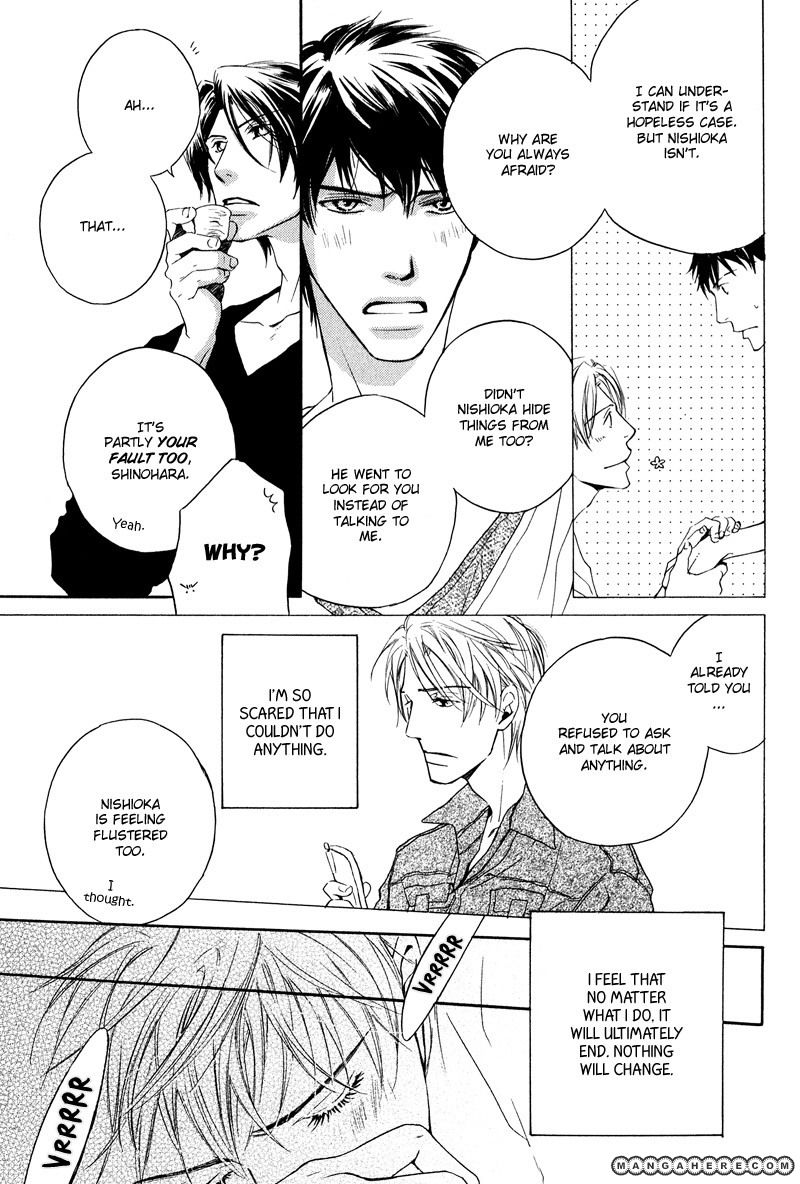 I CAN UNDER-
STAND IF IT'S A
HOPELESS CASE.
BUT NISHIOKA
ISN'T.
WHY ARE
YOU ALWAYS
AFRAID?
DIDN'T
NISHIOKA HIDE
THINGS FROM
ME TOO?
HE WENT TO
LOOK FOR YOU
INSTEAD OF
TALKING TO
ME.
AH...
THAT...
IT'S
PARTLY YOUR
FAULT TOO,
SHINOHARA.
Yeah.
WHY?
I
ALREADY
TOLD YOU
...
YOU
REFUSED TO ASK
AND TALK ABOUT
ANYTHING.
I'M SO
SCARED THAT I
COULDN'T DO
ANYTHING.
NISHIOKA
IS FEELING
FLUSTERED
TOO.
I
thought.
I FEEL THAT
NO MATTER
WHAT I DO, IT
WILL ULTIMATELY
END. NOTHING
WILL CHANGE.
VRRRRR
VRRRRR
MANGAHERE.COM